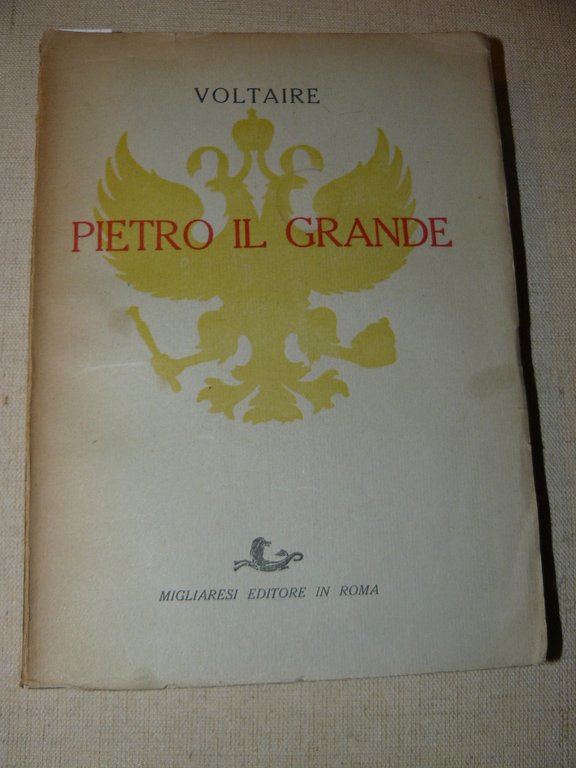 VOLTAIRE
PIETRO IL GRANDE
MIGLIARESI EDITORE IN ROMA